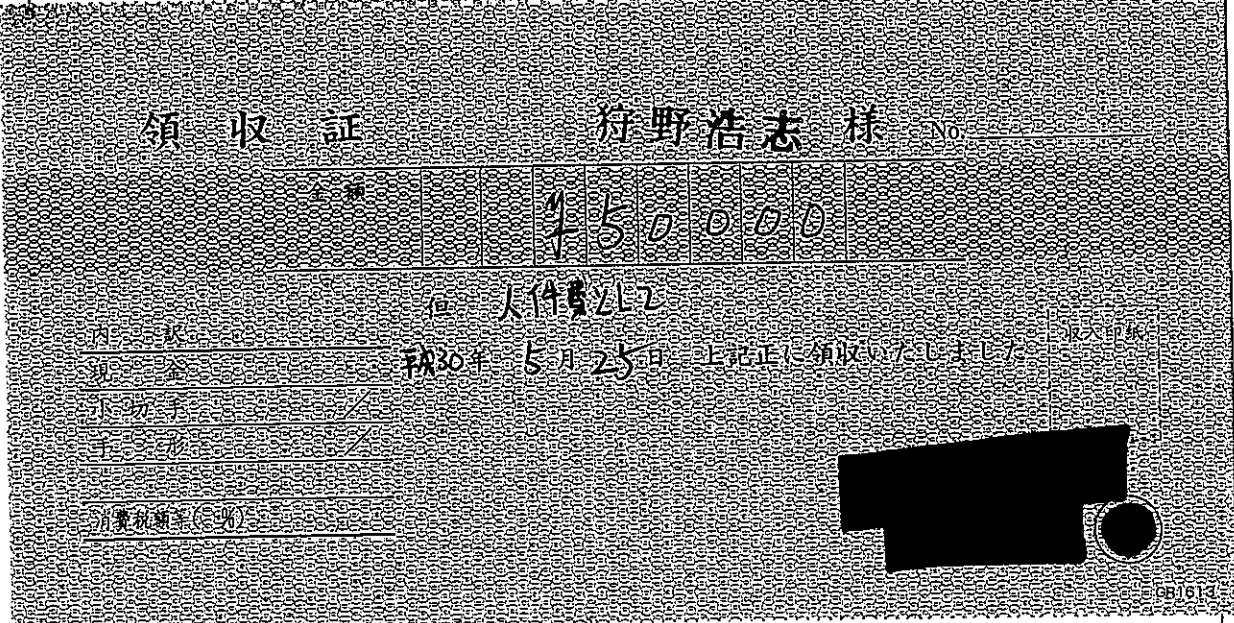 領収証 狩野浩志 様 No.
金額 ¥50000
但 人件費として
内訳 収入印紙
現金 平成30年 5月25日 上記正に領収いたしました
小切手 /
手形 /
消費税額等( %)
GB1613